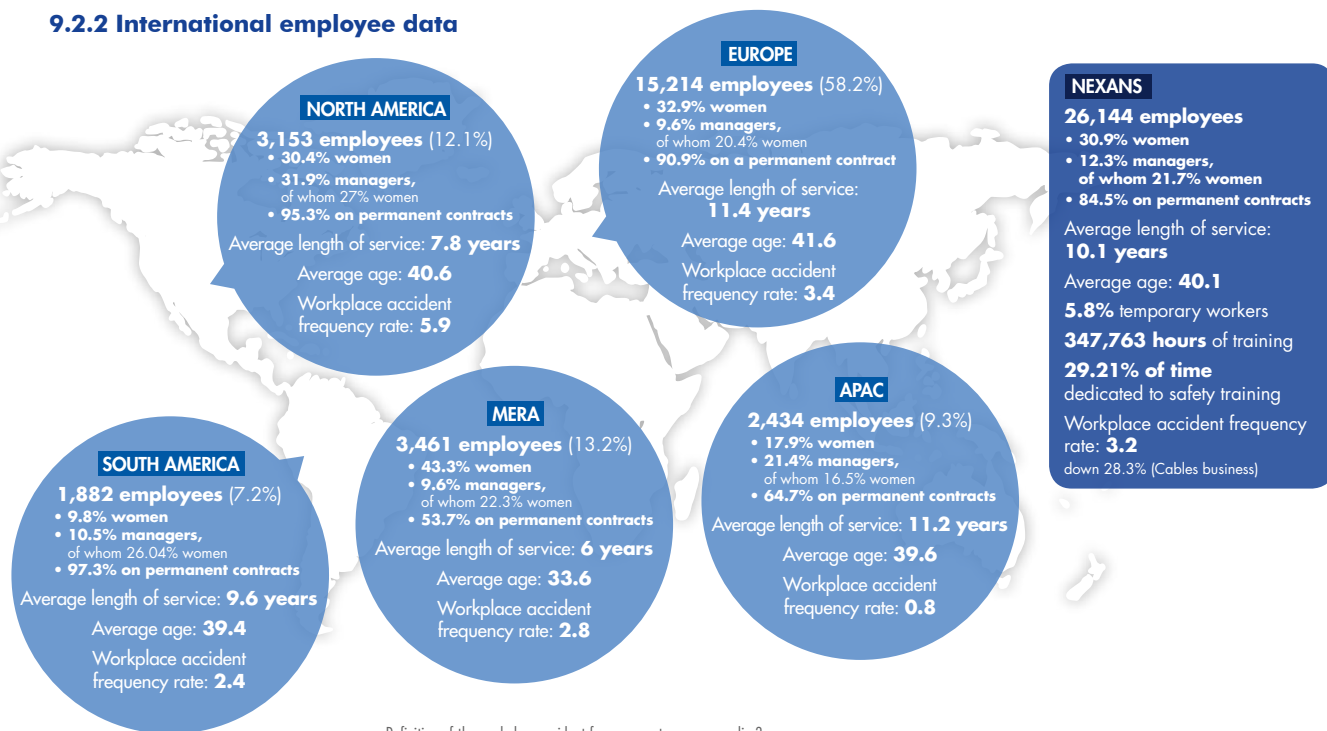 9.2.2 International employee data
NORTH AMERICA
3,153 employees (12.1%)
• 30.4% women
• 31.9% managers,
of whom 27% women
• 95.3% on permanent contracts
Average length of service: 7.8 years
Average age: 40.6
Workplace accident
frequency rate: 5.9
EUROPE
15,214 employees (58.2%)
• 32.9% women
• 9.6% managers,
of whom 20.4% women
• 90.9% on a permanent contract
Average length of service:
11.4 years
Average age: 41.6
Workplace accident
frequency rate: 3.4
NEXANS
26,144 employees
• 30.9% women
• 12.3% managers,
of whom 21.7% women
• 84.5% on permanent contracts
Average length of service:
10.1 years
Average age: 40.1
5.8% temporary workers
347,763 hours of training
29.21% of time
dedicated to safety training
Workplace accident frequency
rate: 3.2
down 28.3% (Cables business)
SOUTH AMERICA
1,882 employees (7.2%)
• 9.8% women
• 10.5% managers,
of whom 26.04% women
• 97.3% on permanent contracts
Average length of service: 9.6 years
Average age: 39.4
Workplace accident
frequency rate: 2.4
MERA
3,461 employees (13.2%)
• 43.3% women
• 9.6% managers,
of whom 22.3% women
• 53.7% on permanent contracts
Average length of service: 6 years
Average age: 33.6
Workplace accident
frequency rate: 2.8
APAC
2,434 employees (9.3%)
• 17.9% women
• 21.4% managers,
of whom 16.5% women
• 64.7% on permanent contracts
Average length of service: 11.2 years
Average age: 39.6
Workplace accident
frequency rate: 0.8